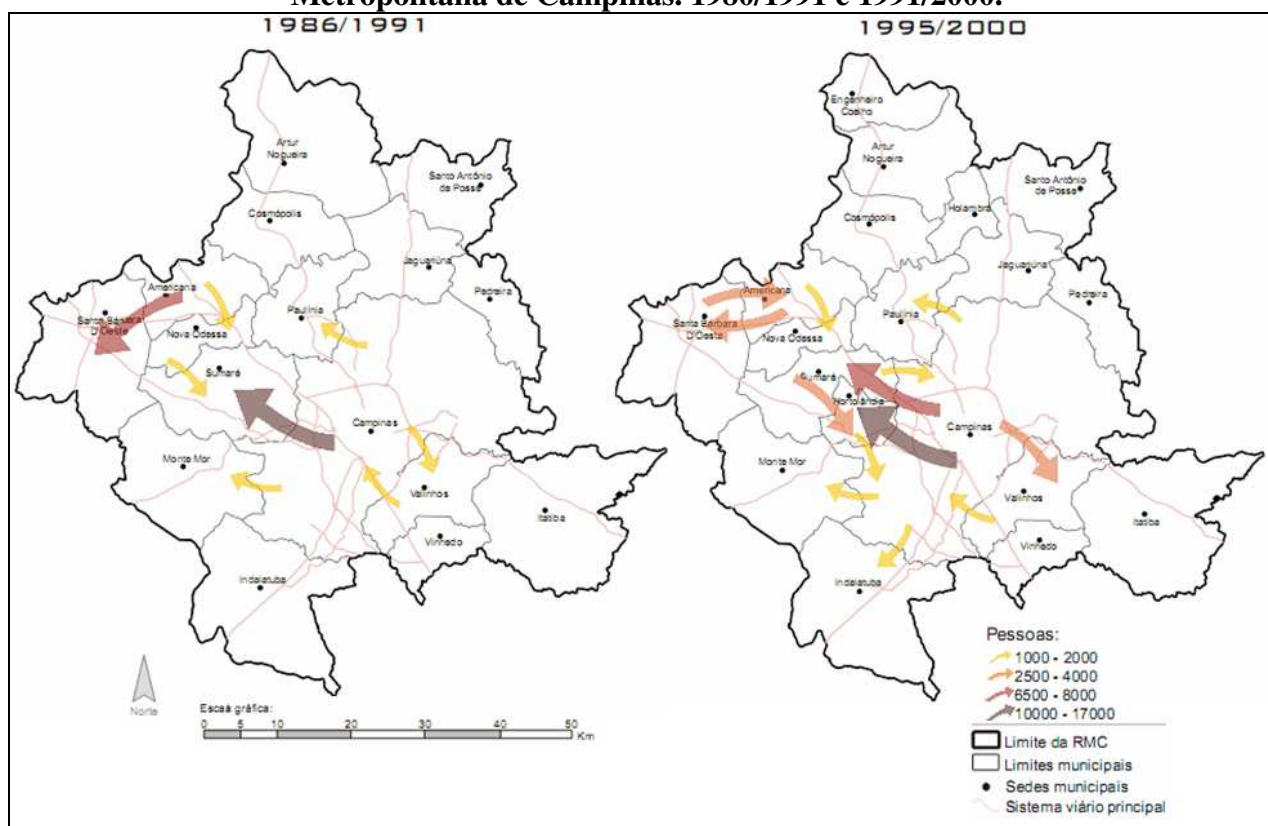 Metropolitana de Campinas. 1986/1991 e 1991/2000.
1986/1991
Artur
Nogueira
Santo Antônio
de Posse
Cosmópolis
Jaguariúna
Pedreira
Americana
Santa Bárbara
D'Oeste
Nova Odessa
Paulínia
Sumaré
Campinas
Monte Mor
Valinhos
Itatiba
Vinhedo
Indaiatuba
Norte
Escaá gráfica:
0 5 10 20 30 40 50
Km
1995/2000
Engenheiro
Coelho
Artur
Nogueira
Santo Antônio
de Posse
Holambra
Cosmópolis
Jaguariúna
Pedreira
Americana
Santa Bárbara
D'Oeste
Nova Odessa
Paulínia
Sumaré
Hortolândia
Campinas
Monte Mor
Valinhos
Itatiba
Vinhedo
Indaiatuba
Pessoas:
1000 - 2000
2500 - 4000
6500 - 8000
10000 - 17000
Limite da RMC
Limites municipais
Sedes municipais
Sistema viário principal